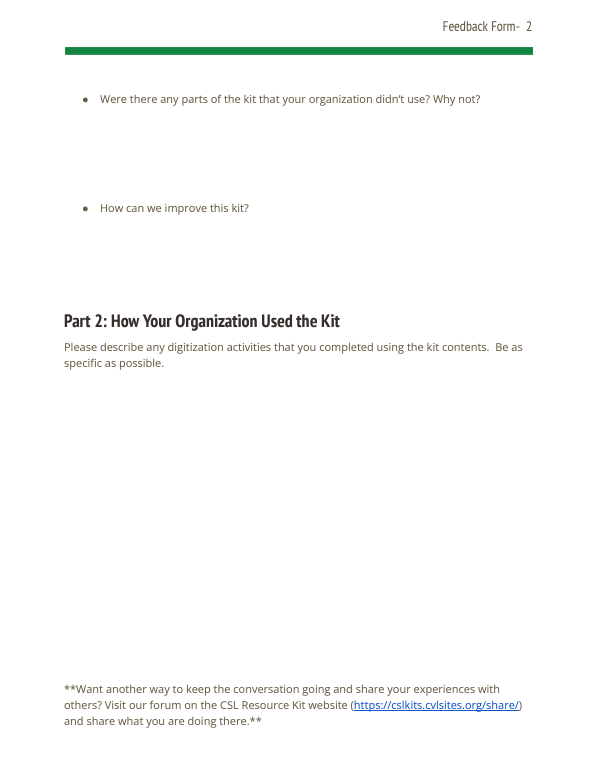 Feedback Form-  2
● Were there any parts of the kit that your organization didn’t use? Why not?
● How can we improve this kit?
Part 2: How Your Organization Used the Kit
Please describe any digitization activities that you completed using the kit contents.  Be as
specific as possible.
**Want another way to keep the conversation going and share your experiences with
others? Visit our forum on the CSL Resource Kit website (https://cslkits.cvlsites.org/share/)
and share what you are doing there.**